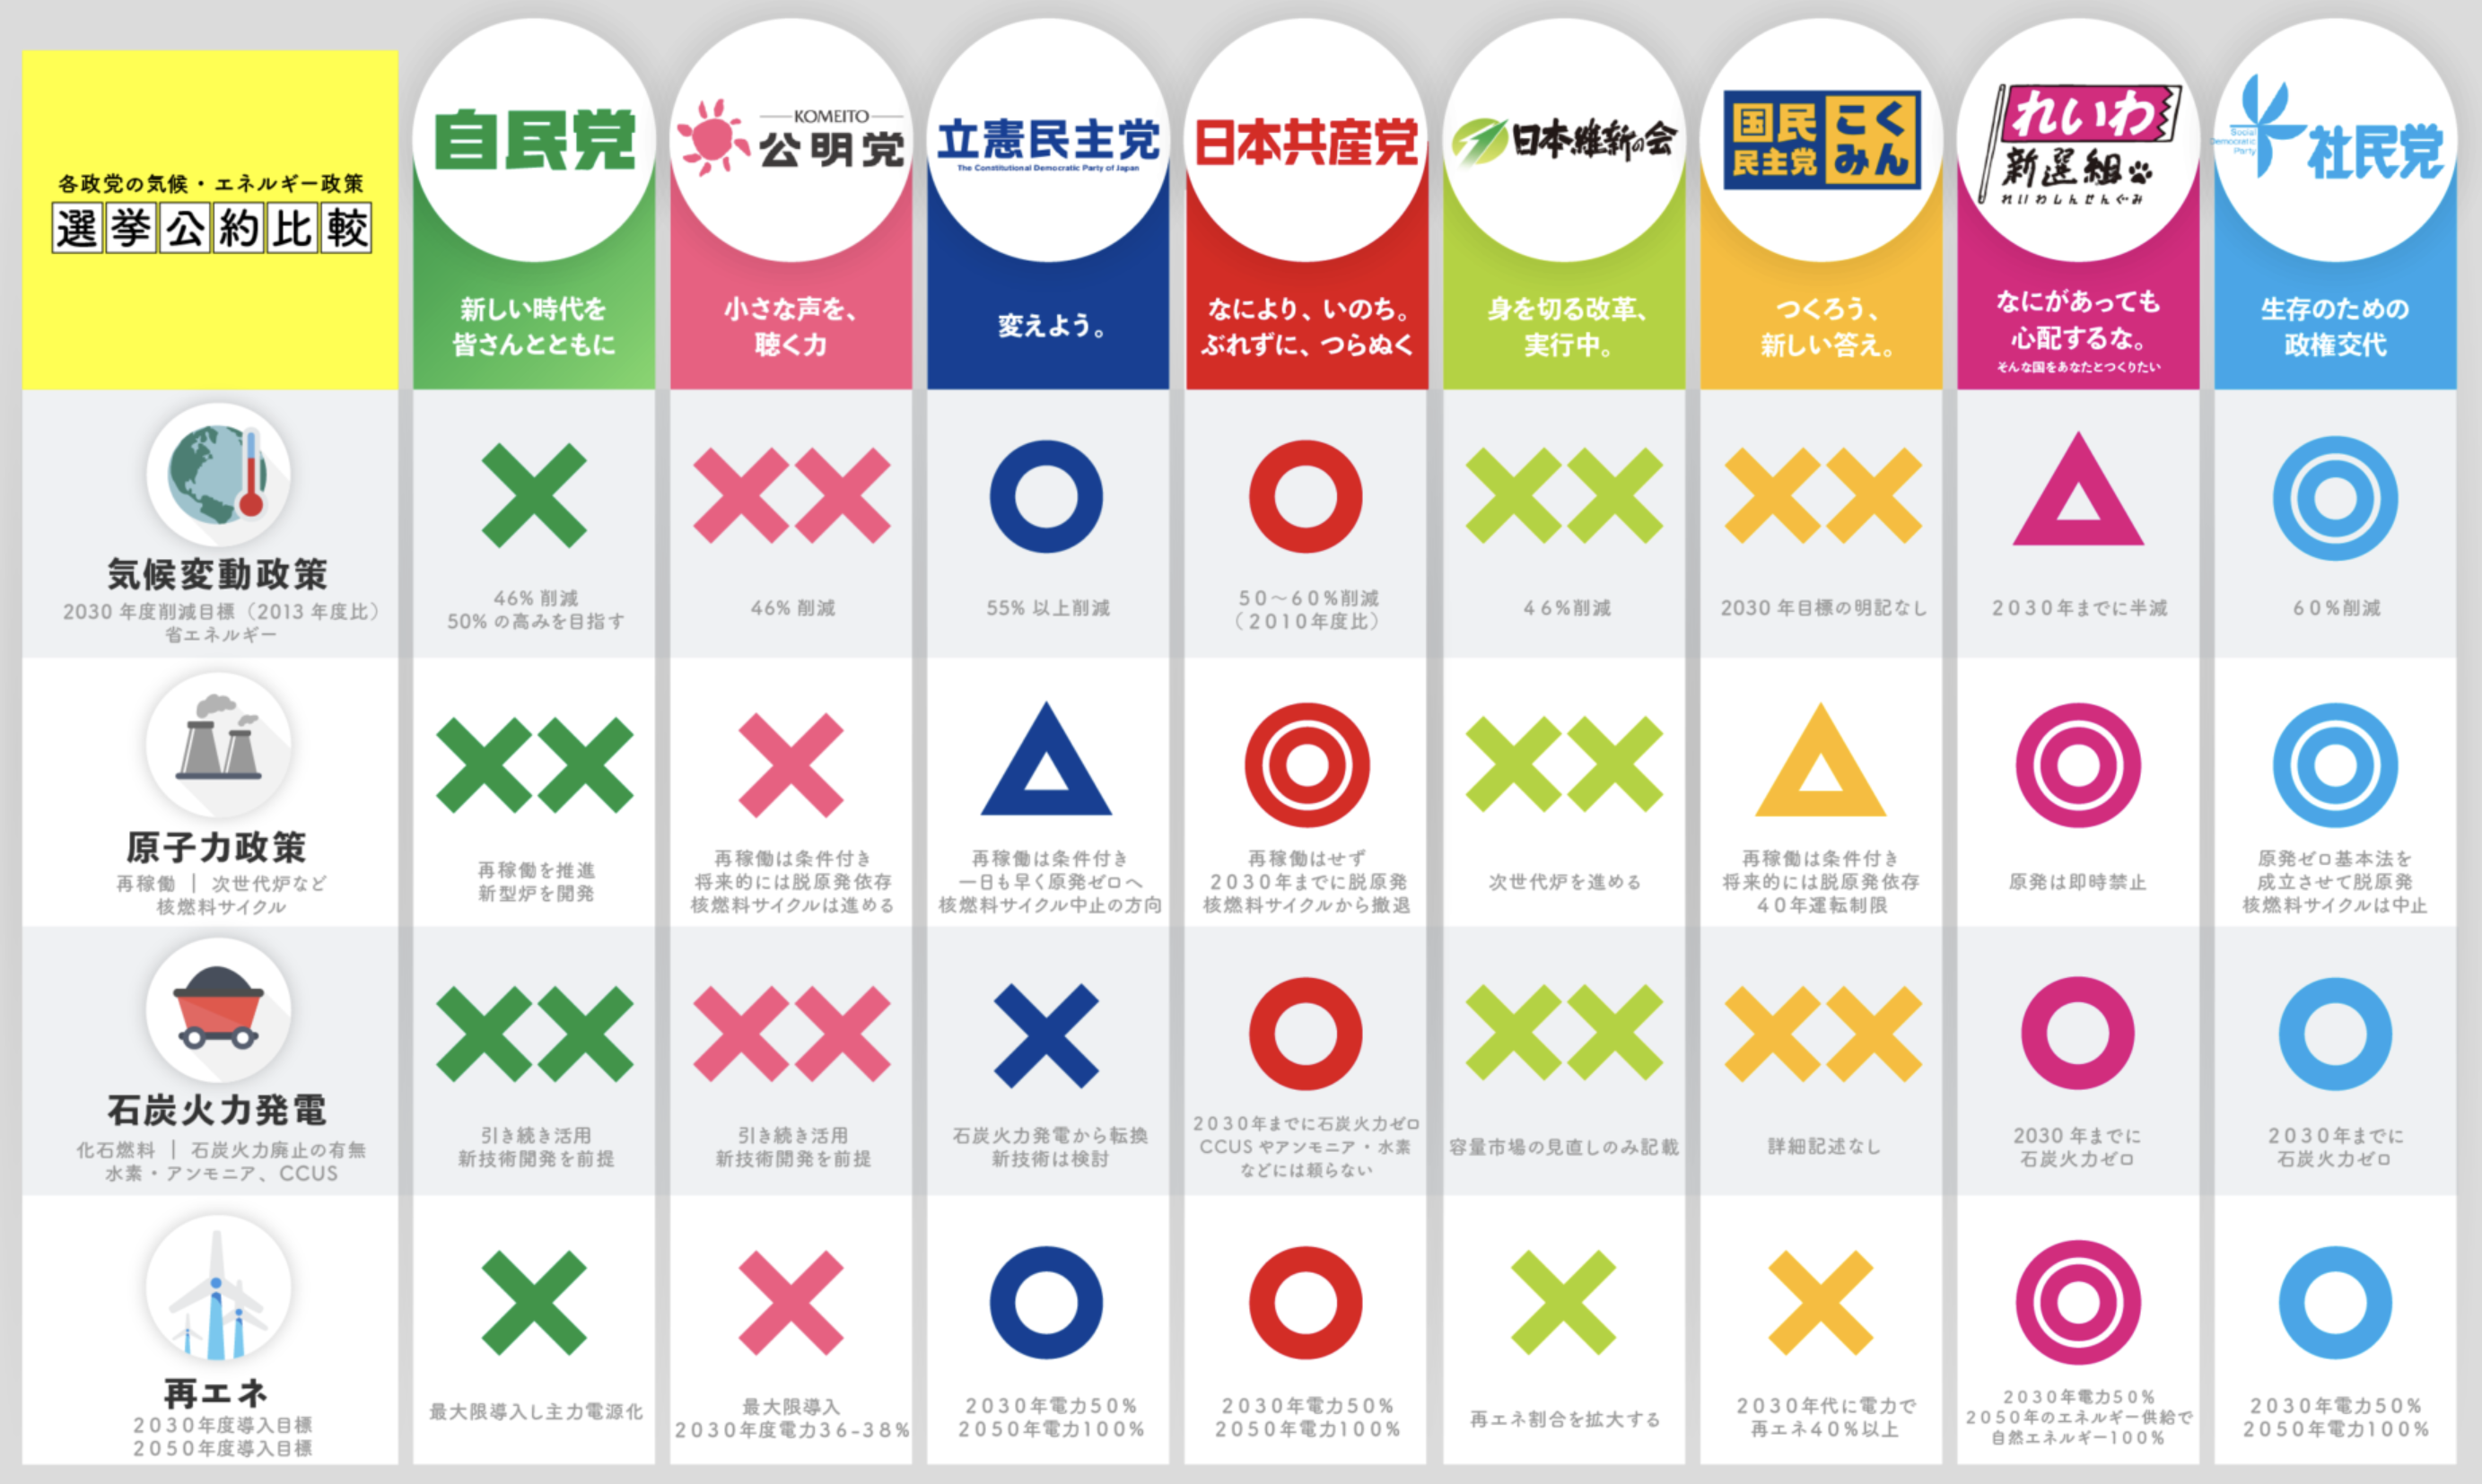 各政党の気候・エネルギー政策
選挙公約比較
自民党
新しい時代を
皆さんとともに
KOMEITO
公明党
小さな声を、
聴く力
立憲民主党
The Constitutional Democratic Party of Japan
変えよう。
日本共産党
なにより、いのち。
ぶれずに、つらぬく
日本維新の会
身を切る改革、
実行中。
国民
民主党
こく
みん
つくろう、
新しい答え。
れいわ
新選組
れいわしんせんぐみ
なにがあっても
心配するな。
そんな国をあなたとつくりたい
Social
Democratic
Party
社民党
生存のための
政権交代
気候変動政策
2030 年度削減目標（2013 年度比）
省エネルギー
46% 削減
50% の高みを目指す
46% 削減
55% 以上削減
50～60%削減
（2010年度比）
46%削減
2030 年目標の明記なし
2030年までに半減
60%削減
原子力政策
再稼働 ｜ 次世代炉など
核燃料サイクル
再稼働を推進
新型炉を開発
再稼働は条件付き
将来的には脱原発依存
核燃料サイクルは進める
再稼働は条件付き
一日も早く原発ゼロへ
核燃料サイクル中止の方向
再稼働はせず
2030年までに脱原発
核燃料サイクルから撤退
次世代炉を進める
再稼働は条件付き
将来的には脱原発依存
40年運転制限
原発は即時禁止
原発ゼロ基本法を
成立させて脱原発
核燃料サイクルは中止
石炭火力発電
化石燃料 ｜ 石炭火力廃止の有無
水素・アンモニア、CCUS
引き続き活用
新技術開発を前提
引き続き活用
新技術開発を前提
石炭火力発電から転換
新技術は検討
2030年までに石炭火力ゼロ
CCUS やアンモニア・水素
などには頼らない
容量市場の見直しのみ記載
詳細記述なし
2030 年までに
石炭火力ゼロ
2030年までに
石炭火力ゼロ
再エネ
2030年度導入目標
2050年度導入目標
最大限導入し主力電源化
最大限導入
2030年度電力36-38%
2030年電力50%
2050年電力100%
2030年電力50%
2050年電力100%
再エネ割合を拡大する
2030年代に電力で
再エネ40%以上
2030年電力50%
2050年のエネルギー供給で
自然エネルギー100%
2030年電力50%
2050年電力100%